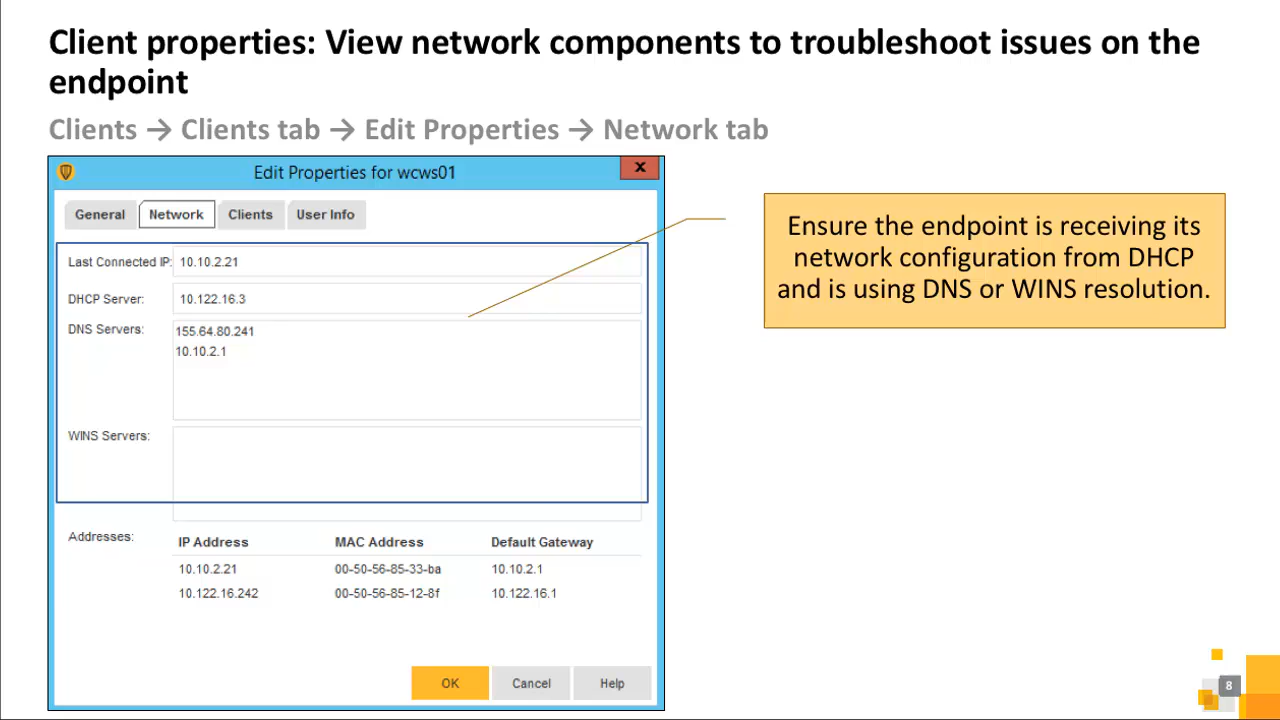 Client properties: View network components to troubleshoot issues on the
endpoint
Clients → Clients tab → Edit Properties → Network tab
Edit Properties for wcws01
x
General Network Clients User Info
Last Connected IP: 10.10.2.21
DHCP Server: 10.122.16.3
DNS Servers: 155.64.80.241
10.10.2.1
WINS Servers:
Addresses: IP Address MAC Address Default Gateway
10.10.2.21 00-50-56-85-33-ba 10.10.2.1
10.122.16.242 00-50-56-85-12-8f 10.122.16.1
OK Cancel Help
Ensure the endpoint is receiving its
network configuration from DHCP
and is using DNS or WINS resolution.
8